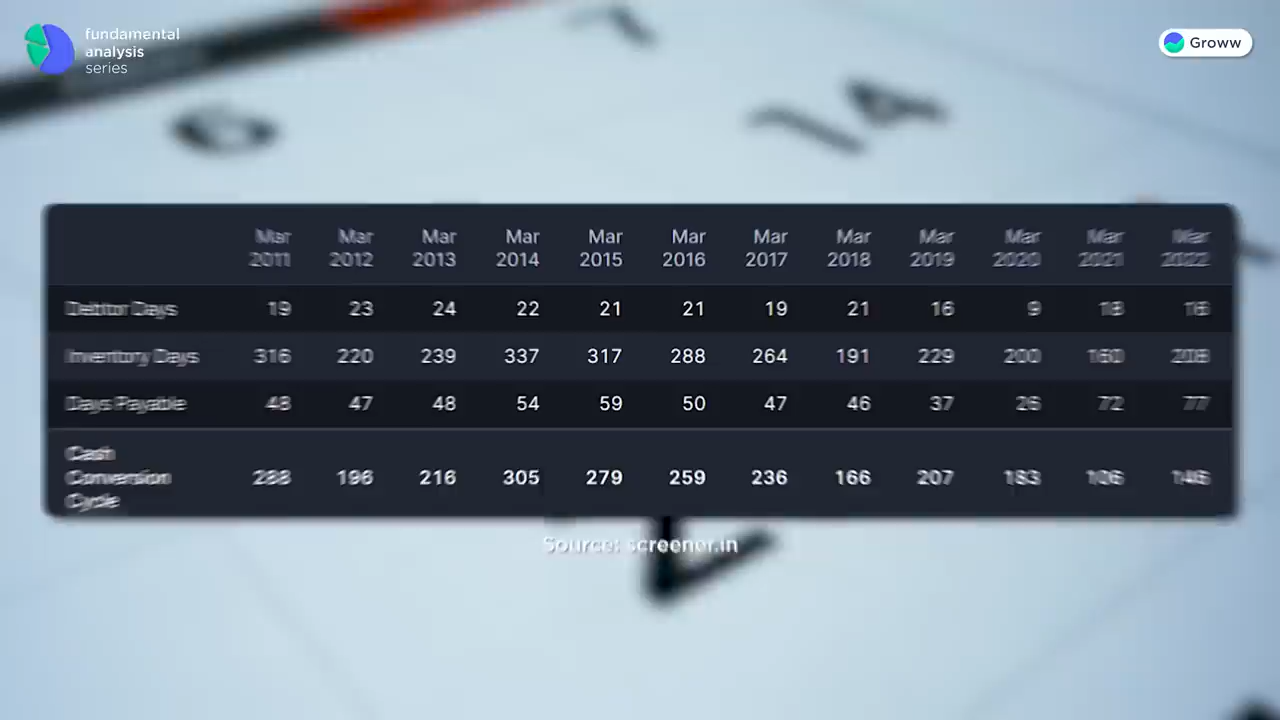 fundamental
analysis
series
Groww
6
14
Mar 2011 Mar 2012 Mar 2013 Mar 2014 Mar 2015 Mar 2016 Mar 2017 Mar 2018 Mar 2019 Mar 2020 Mar 2021 Mar 2022
Debtor Days 19 23 24 22 21 21 19 21 16 9 18 16
Inventory Days 316 220 239 337 317 288 264 191 229 200 160 208
Days Payable 48 47 48 54 59 50 47 46 37 26 72 77
Cash Conversion Cycle 288 196 216 305 279 259 236 166 207 183 106 146
Source: screener.in